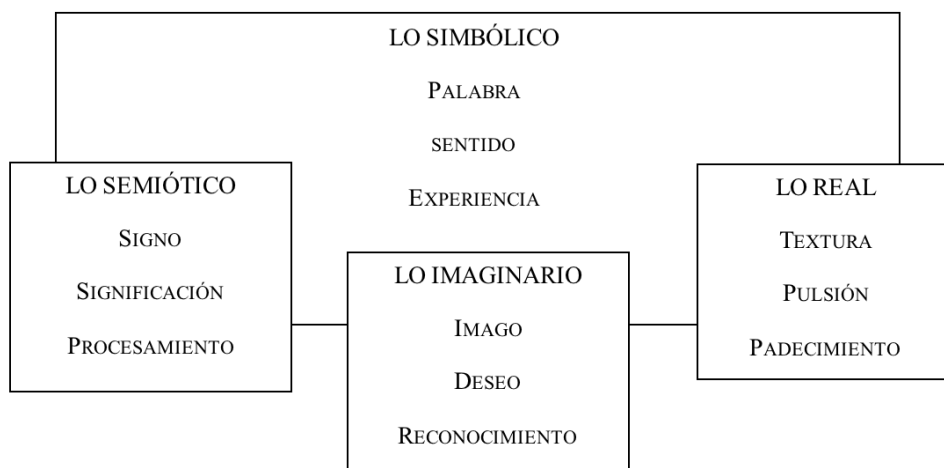 LO SIMBÓLICO
PALABRA
SENTIDO
EXPERIENCIA
LO SEMIÓTICO
SIGNO
SIGNIFICACIÓN
PROCESAMIENTO
LO IMAGINARIO
IMAGO
DESEO
RECONOCIMIENTO
LO REAL
TEXTURA
PULSIÓN
PADECIMIENTO